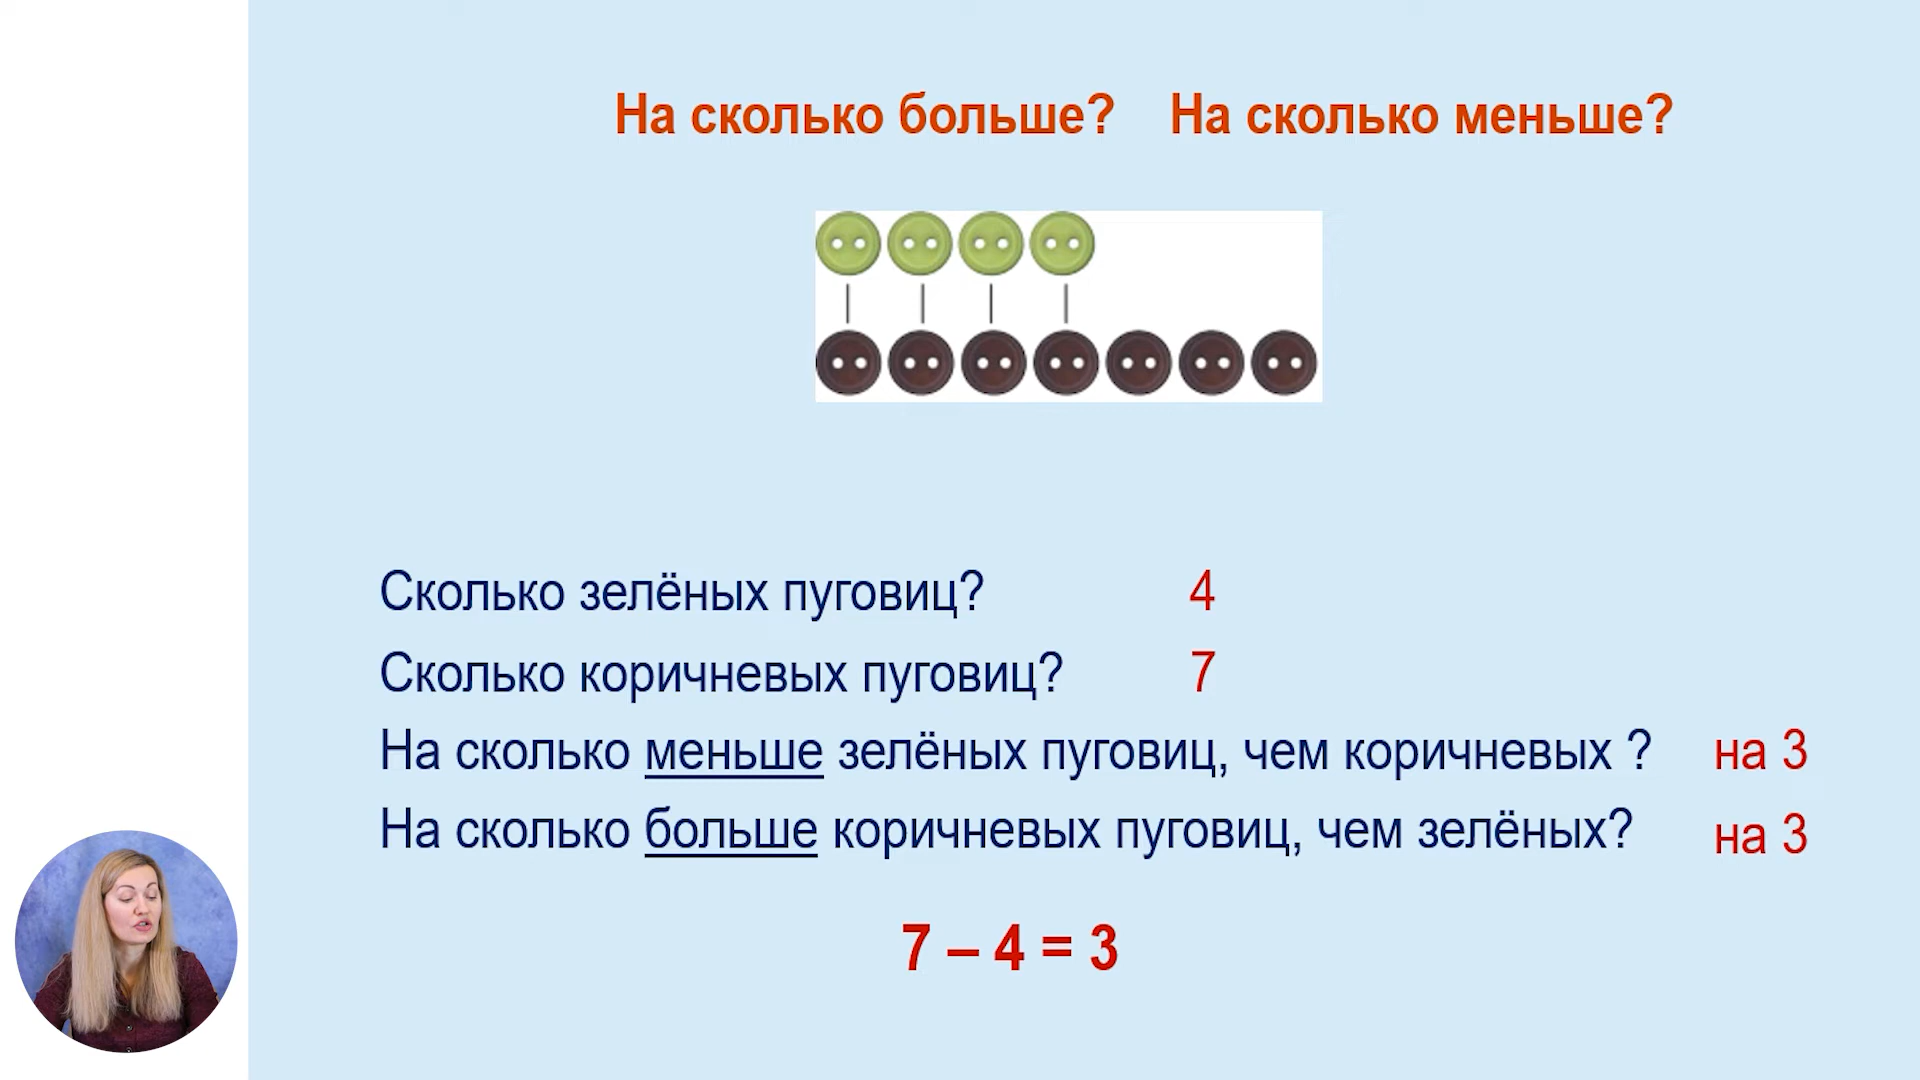 На сколько больше? На сколько меньше?
Сколько зелёных пуговиц? 4
Сколько коричневых пуговиц? 7
На сколько меньше зелёных пуговиц, чем коричневых ? на 3
На сколько больше коричневых пуговиц, чем зелёных? на 3
7 – 4 = 3